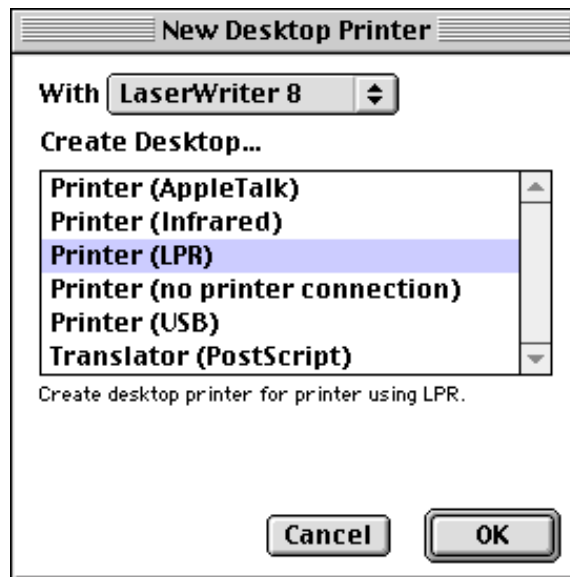 New Desktop Printer
With LaserWriter 8
Create Desktop...
Printer (AppleTalk)
Printer (Infrared)
Printer (LPR)
Printer (no printer connection)
Printer (USB)
Translator (PostScript)
Create desktop printer for printer using LPR.
Cancel OK